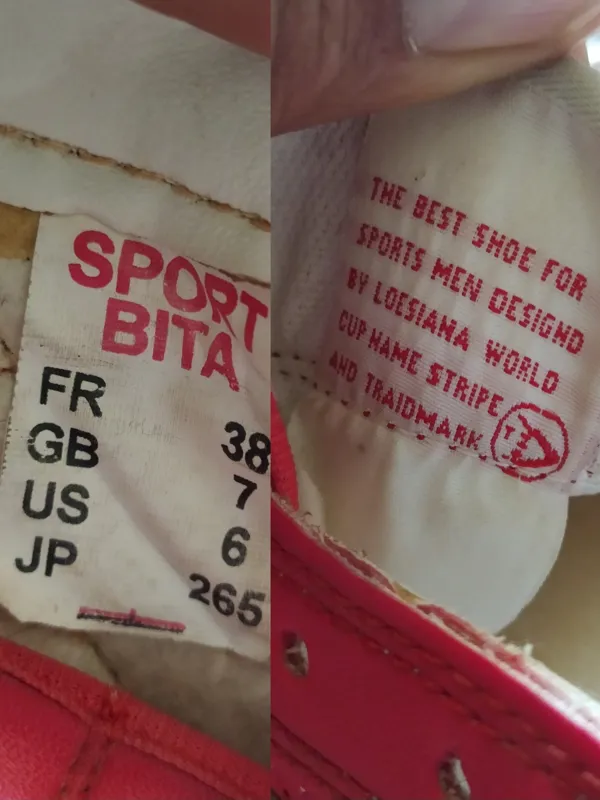 SPORT
BITA
FR 38
GB 7
US 6
JP 265
THE BEST SHOE FOR
SPORTS MEN DESIGND
BY LOESIANA WORLD
CUP NAME STRIPE
AND TRAIDMARK